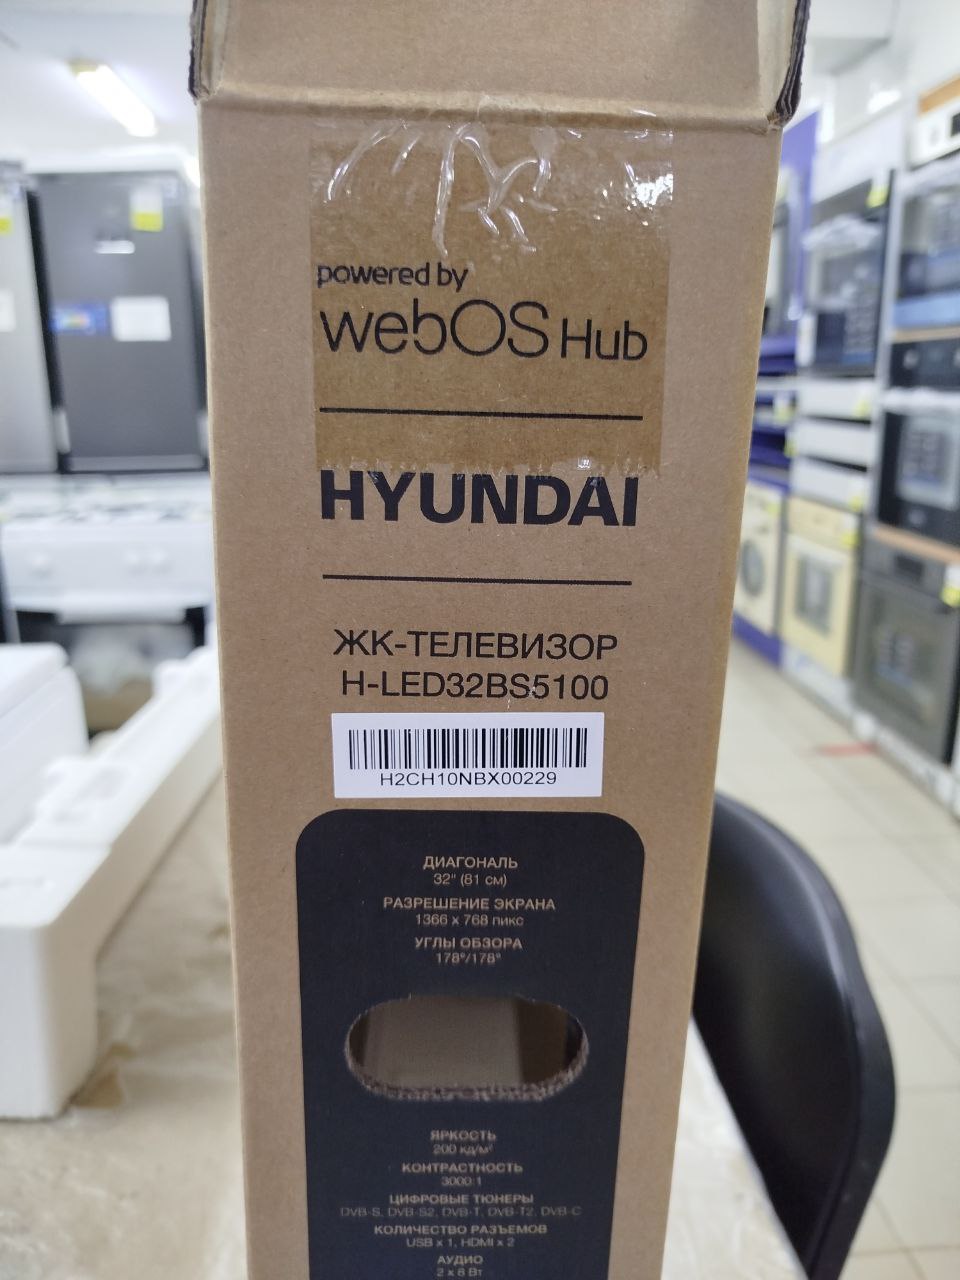 powered by
webOS Hub
HYUNDAI
ЖК-ТЕЛЕВИЗОР
H-LED32BS5100
H2CH10NBX00229
ДИАГОНАЛЬ
32" (81 см)
РАЗРЕШЕНИЕ ЭКРАНА
1366 x 768 пикс
УГЛЫ ОБЗОРА
178°/178°
ЯРКОСТЬ
200 кд/м²
КОНТРАСТНОСТЬ
3000:1
ЦИФРОВЫЕ ТЮНЕРЫ
DVB-S, DVB-S2, DVB-T, DVB-T2, DVB-C
КОЛИЧЕСТВО РАЗЪЕМОВ
USB x 1, HDMI x 2
АУДИО
2 x 8 Вт